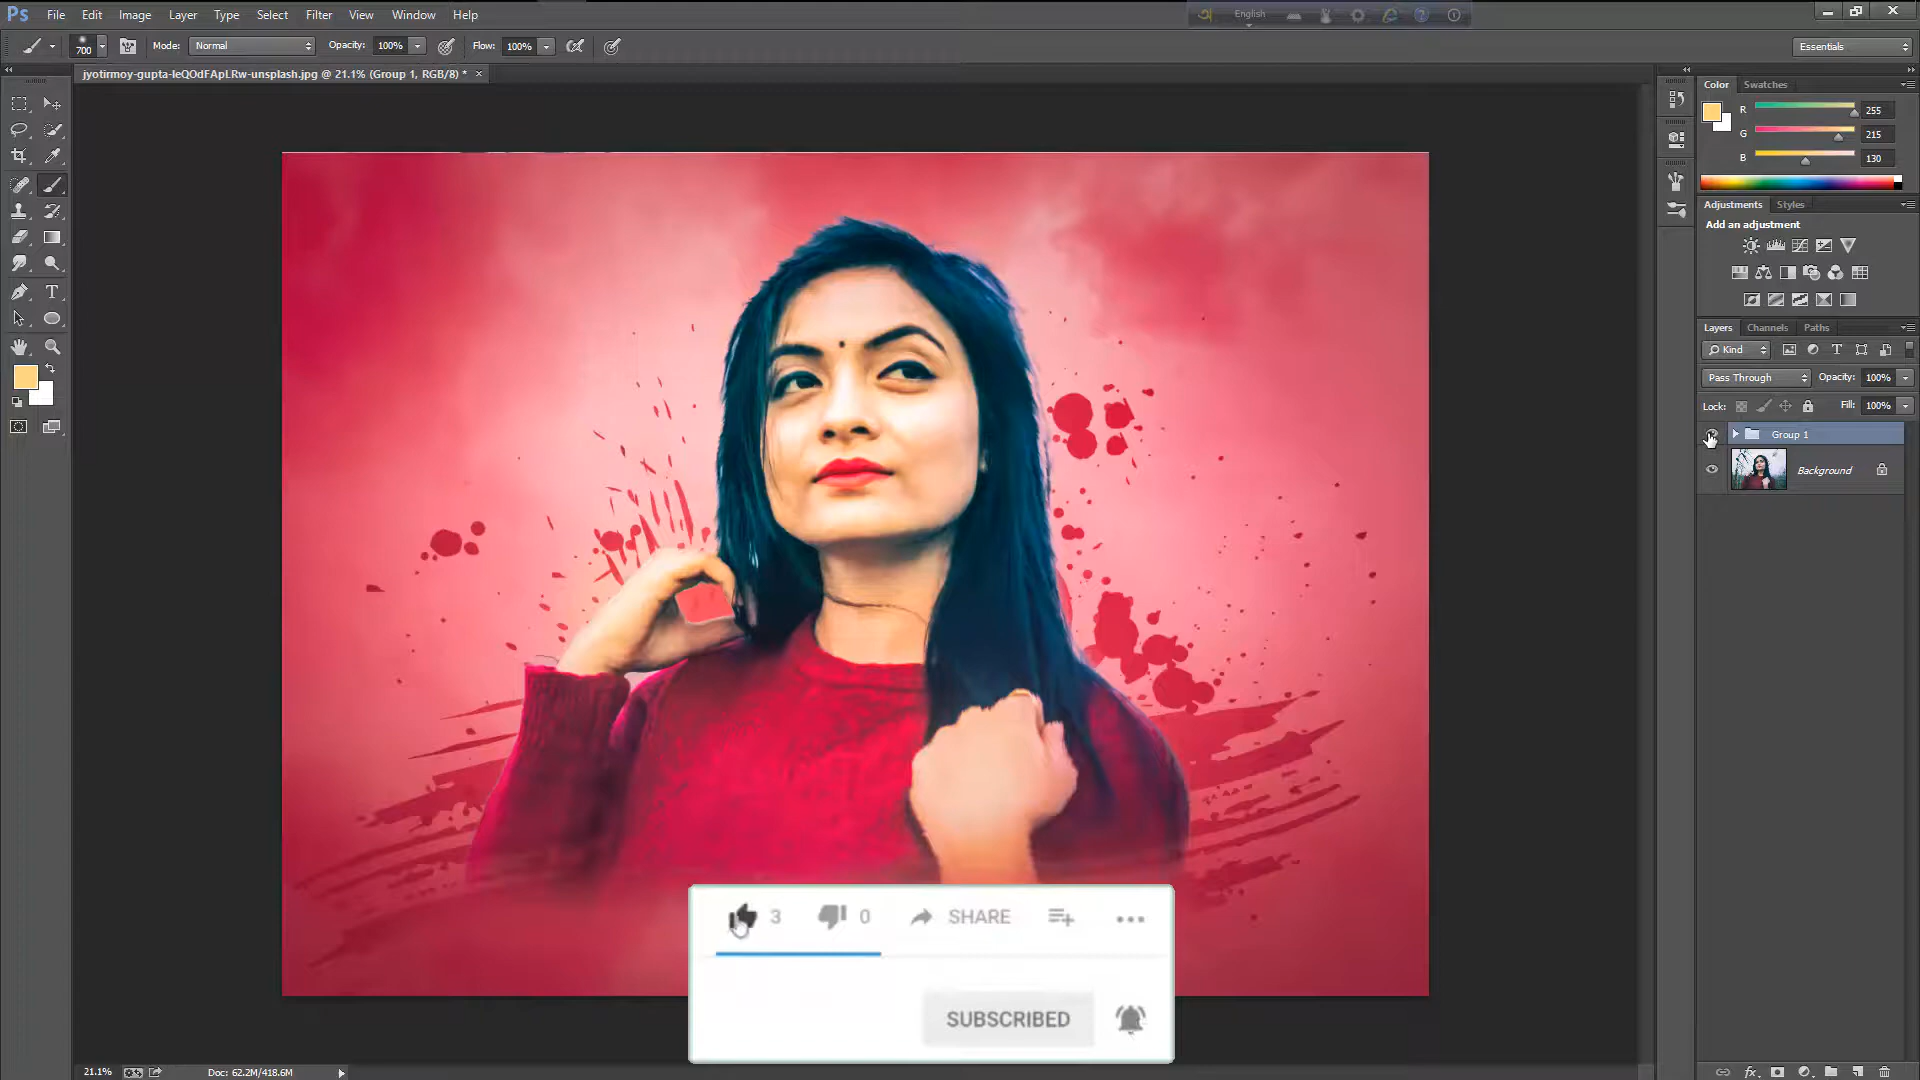 Ps File Edit Image Layer Type Select Filter View Window Help
English
700 Mode: Normal Opacity: 100% Flow: 100% Essentials
jyotirmoy-gupta-IeQOdFApLRw-unsplash.jpg @ 21.1% (Group 1, RGB/8) * ×
Color Swatches
R 255
G 215
B 130
Adjustments Styles
Add an adjustment
Layers Channels Paths
Kind
Pass Through Opacity: 100%
Lock: Fill: 100%
Group 1
Background
3 0 SHARE
SUBSCRIBED
21.1% Doc: 62.2M/418.6M